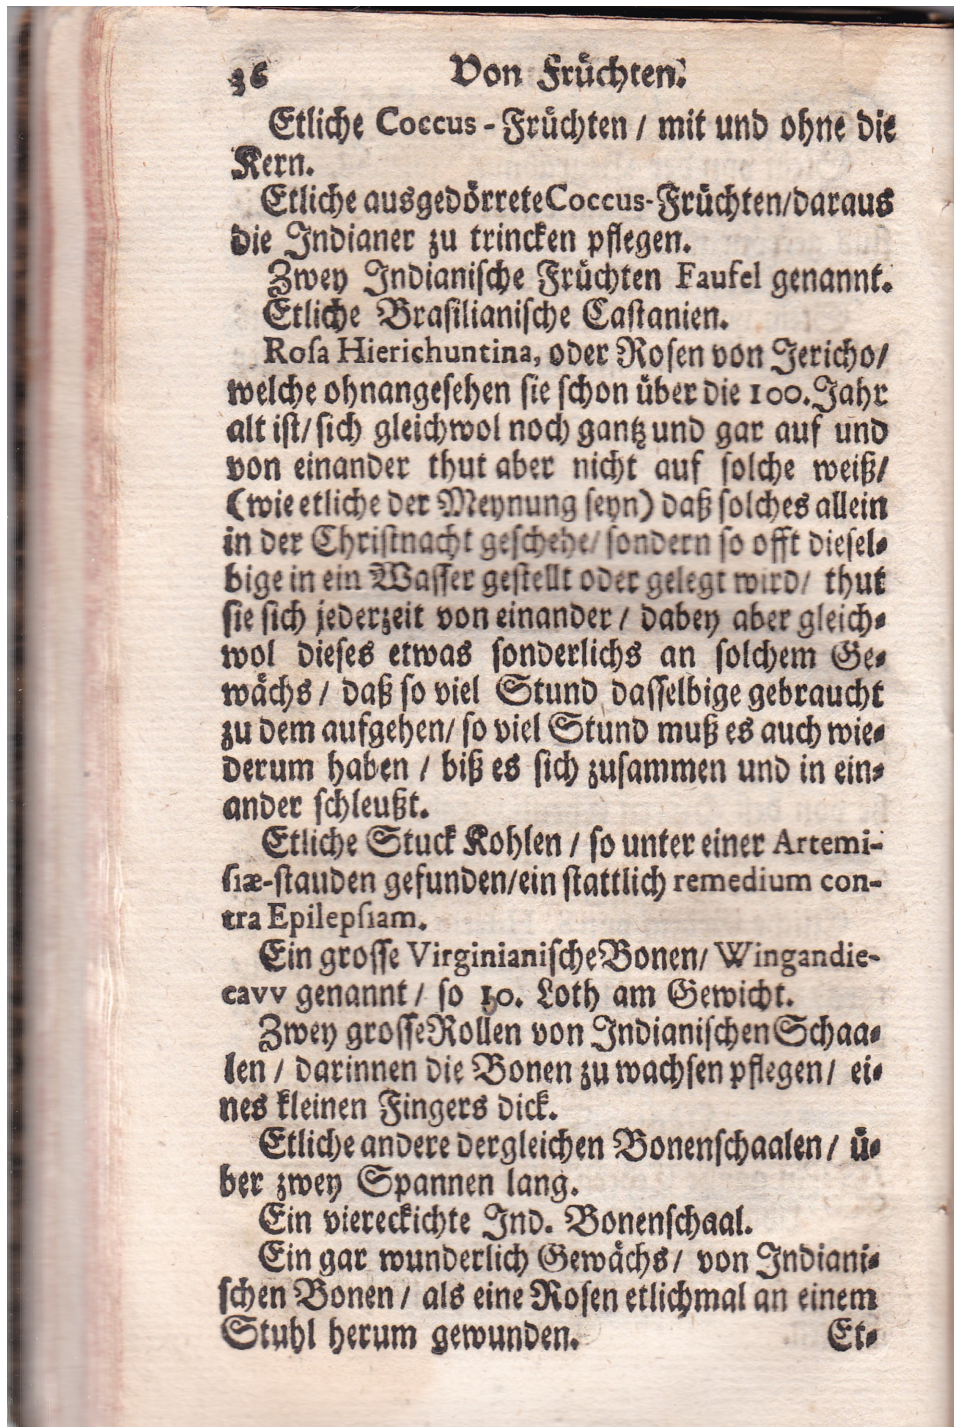 36 Von Früchten.
Etliche Coccus-Früchten / mit und ohne die
Kern.
Etliche ausgedörrete Coccus-Früchten/daraus
die Indianer zu trincken pflegen.
Zwey Indianische Früchten Faufel genannt.
Etliche Brasilianische Castanien.
Rosa Hierichuntina, oder Rosen von Jericho/
welche ohnangesehen sie schon über die 100. Jahr
alt ist/ sich gleichwol noch gantz und gar auf und
von einander thut aber nicht auf solche weiß/
(wie etliche der Meynung seyn) daß solches allein
in der Christnacht geschehe/ sondern so offt diesel-
bige in ein Wasser gestellt oder gelegt wird/ thut
sie sich jederzeit von einander / dabey aber gleich-
wol dieses etwas sonderlichs an solchem Ge-
wächs / daß so viel Stund dasselbige gebraucht
zu dem aufgehen/ so viel Stund muß es auch wie-
derum haben / biß es sich zusammen und in ein-
ander schleußt.
Etliche Stuck Kohlen / so unter einer Artemi-
siæ-stauden gefunden/ein stattlich remedium con-
tra Epilepsiam.
Ein grosse Virginianische Bonen/ Wingandie-
cavv genannt / so 10. Loth am Gewicht.
Zwey grosse Rollen von Indianischen Schaa-
len / darinnen die Bonen zu wachsen pflegen/ ei-
nes kleinen Fingers dick.
Etliche andere dergleichen Bonenschaalen / ü-
ber zwey Spannen lang.
Ein viereckichte Ind. Bonenschaal.
Ein gar wunderlich Gewächs/ von Indiani-
schen Bonen / als eine Rosen etlichmal an einem
Stuhl herum gewunden. Et-